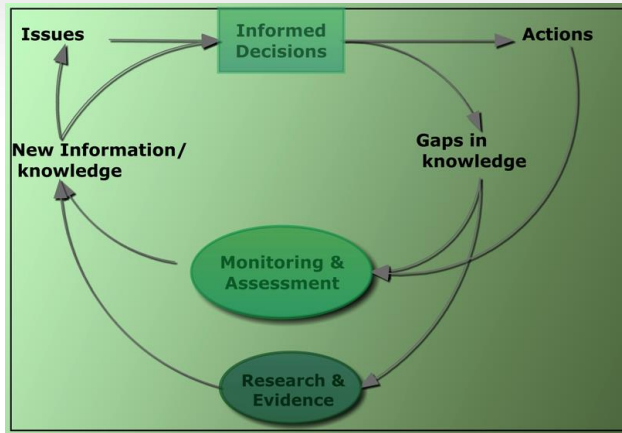 Issues
Informed
Decisions
Actions
New Information/
knowledge
Gaps in
knowledge
Monitoring &
Assessment
Research &
Evidence